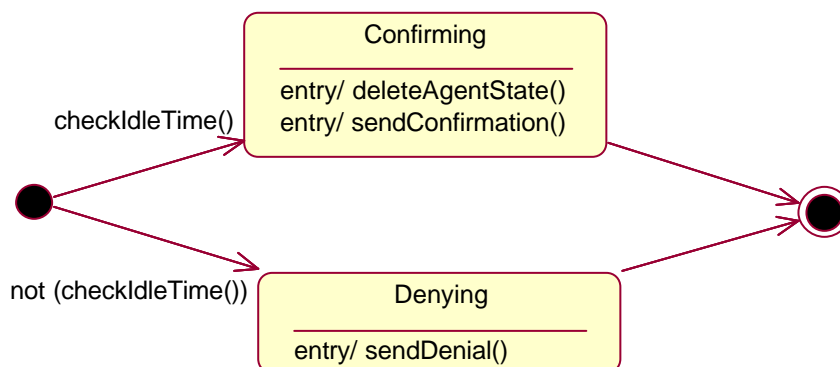 Confirming
entry/ deleteAgentState()
entry/ sendConfirmation()
checkIdleTime()
not (checkIdleTime())
Denying
entry/ sendDenial()